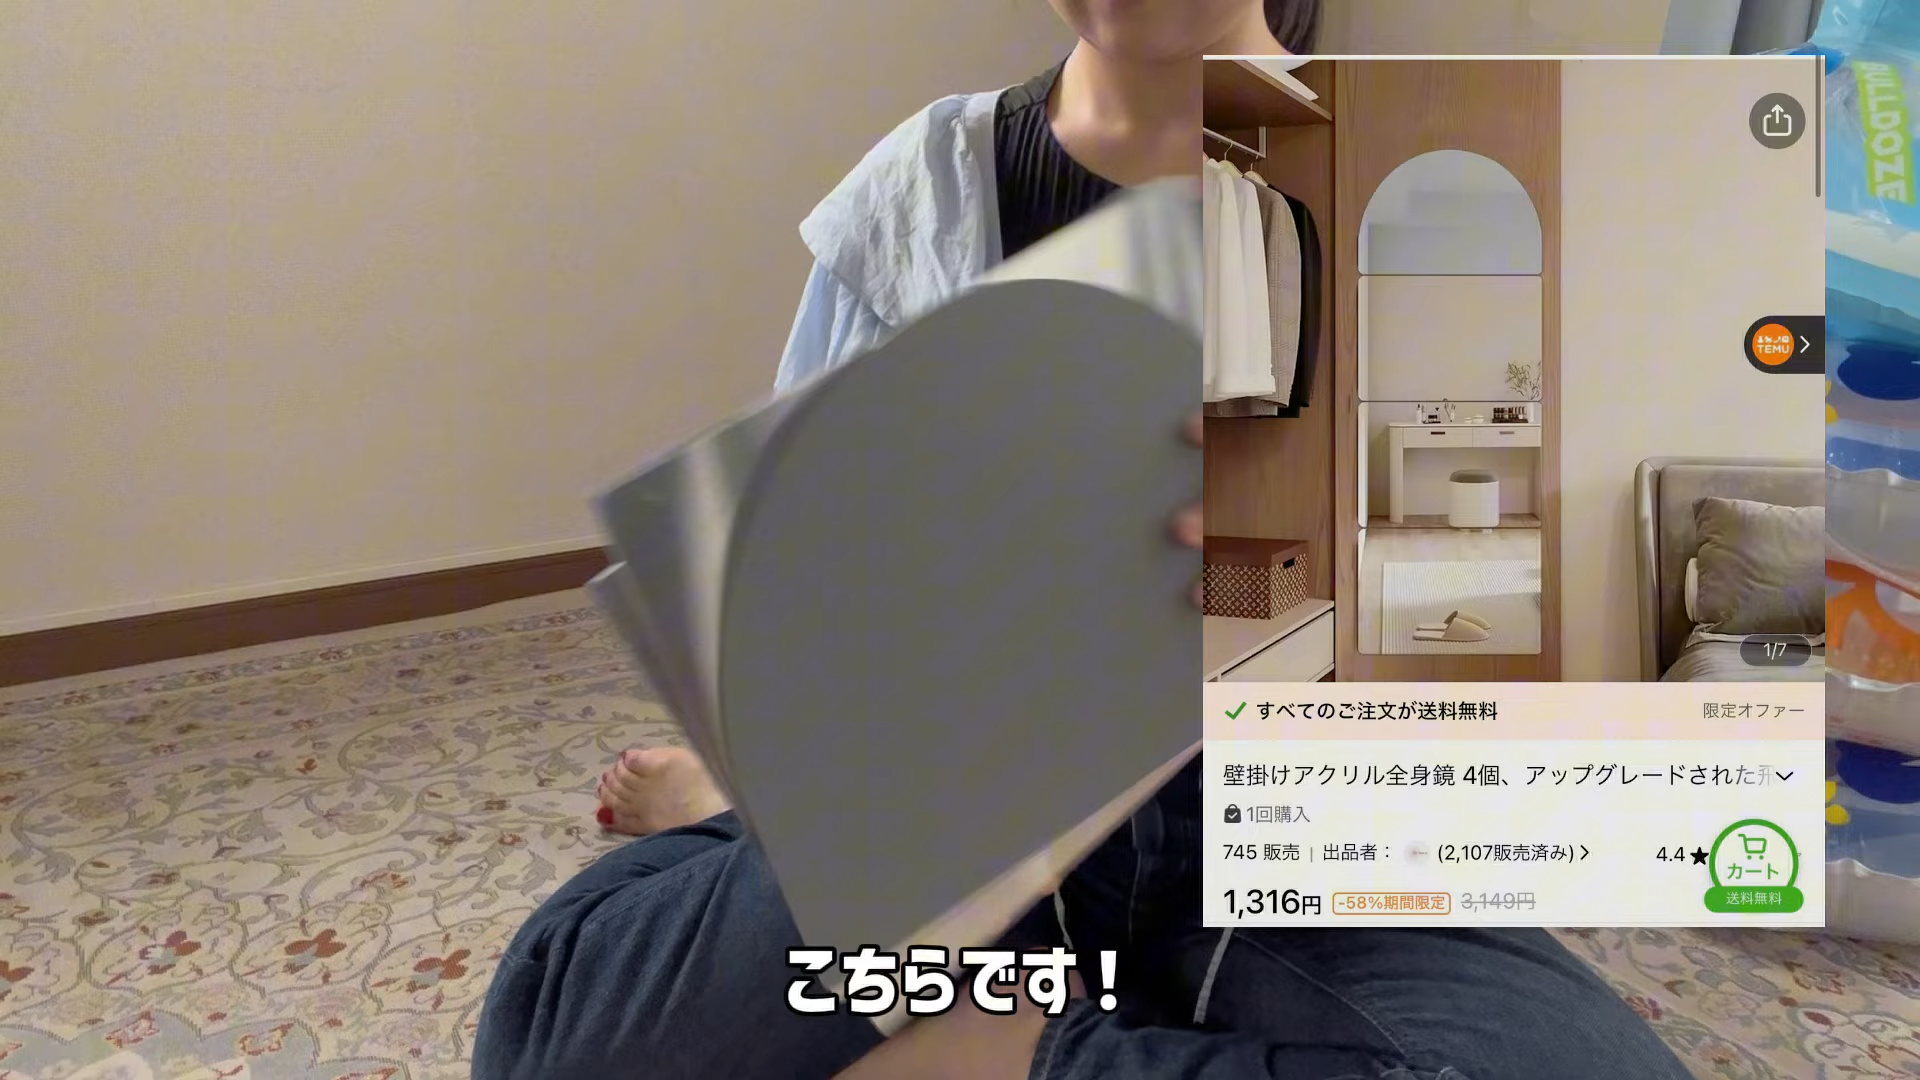 BULLDOZE
TEMU
1/7
すべてのご注文が送料無料
限定オファー
壁掛けアクリル全身鏡 4個、アップグレードされた飛
1回購入
745 販売 | 出品者: (2,107販売済み)
4.4★
カート
送料無料
1,316円 -58%期間限定 3,149円
こちらです!